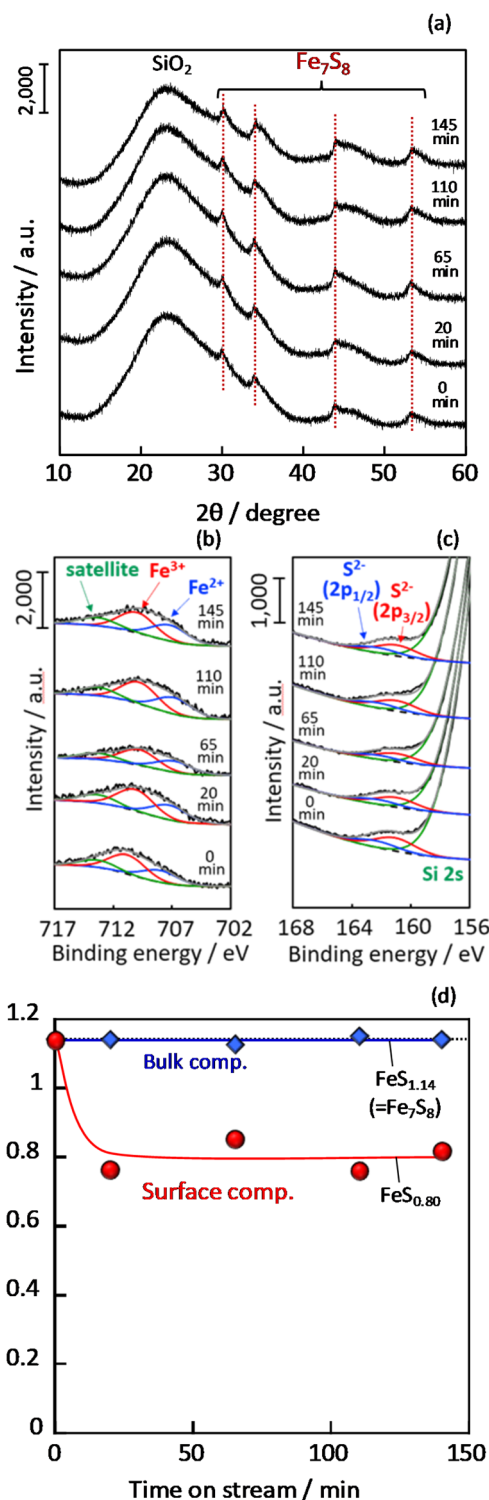 (a)
2,000
SiO2
Fe7S8
145
min
110
min
65
min
20
min
0
min
Intensity / a.u.
10 20 30 40 50 60
2θ / degree
(b)
2,000
satellite
Fe3+
Fe2+
145
min
110
min
65
min
20
min
0
min
Intensity / a.u.
717 712 707 702
Binding energy / eV
(c)
1,000
S2-
(2p1/2)
S2-
(2p3/2)
145
min
110
min
65
min
20
min
0
min
Si 2s
Intensity / a.u.
168 164 160 156
Binding energy / eV
(d)
1.2
1
0.8
0.6
0.4
0.2
0
Bulk comp.
FeS1.14
(=Fe7S8)
Surface comp.
FeS0.80
0 50 100 150
Time on stream / min